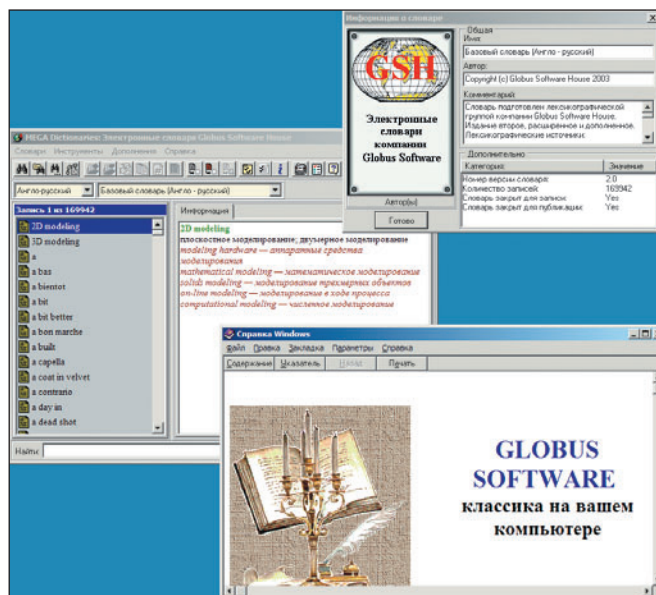 Информация о словаре
GSH
Электронные
словари
компании
Globus Software
Автор(ы)
Готово
Общая
Имя:
Базовый словарь (Англо - русский)
Автор:
Copyright (c) Globus Software House 2003
Комментарий:
Словарь подготовлен лексикографической
группой компании Globus Software House.
Издание второе, расширенное и дополненное.
Лексикографические источники:
Дополнительно
Категория: Значение
Номер версии словаря: 2.0
Количество записей: 169942
Словарь закрыт для записи: Yes
Словарь закрыт для публикации: Yes
MEGA Dictionaries: Электронные словари Globus Software House
Словари Инструменты Дополнения Справка
Англо-русский Базовый словарь (Англо - русский)
Запись 1 из 169942
2D modeling
3D modeling
a
a bas
a bientot
a bit
a bit better
a bon marche
a built
a capella
a coat in velvet
a contrario
a day in
a dead shot
Найти:
Информация
2D modeling
плоскостное моделирование; двумерное моделирование
modeling hardware — аппаратные средства
моделирования
mathematical modeling — математическое моделирование
solids modeling — моделирование трехмерных объектов
on-line modeling — моделирование в ходе процесса
computational modeling — численное моделирование
Справка Windows
Файл Правка Закладка Параметры Справка
Содержание Указатель Назад Печать
GLOBUS
SOFTWARE
классика на вашем
компьютере